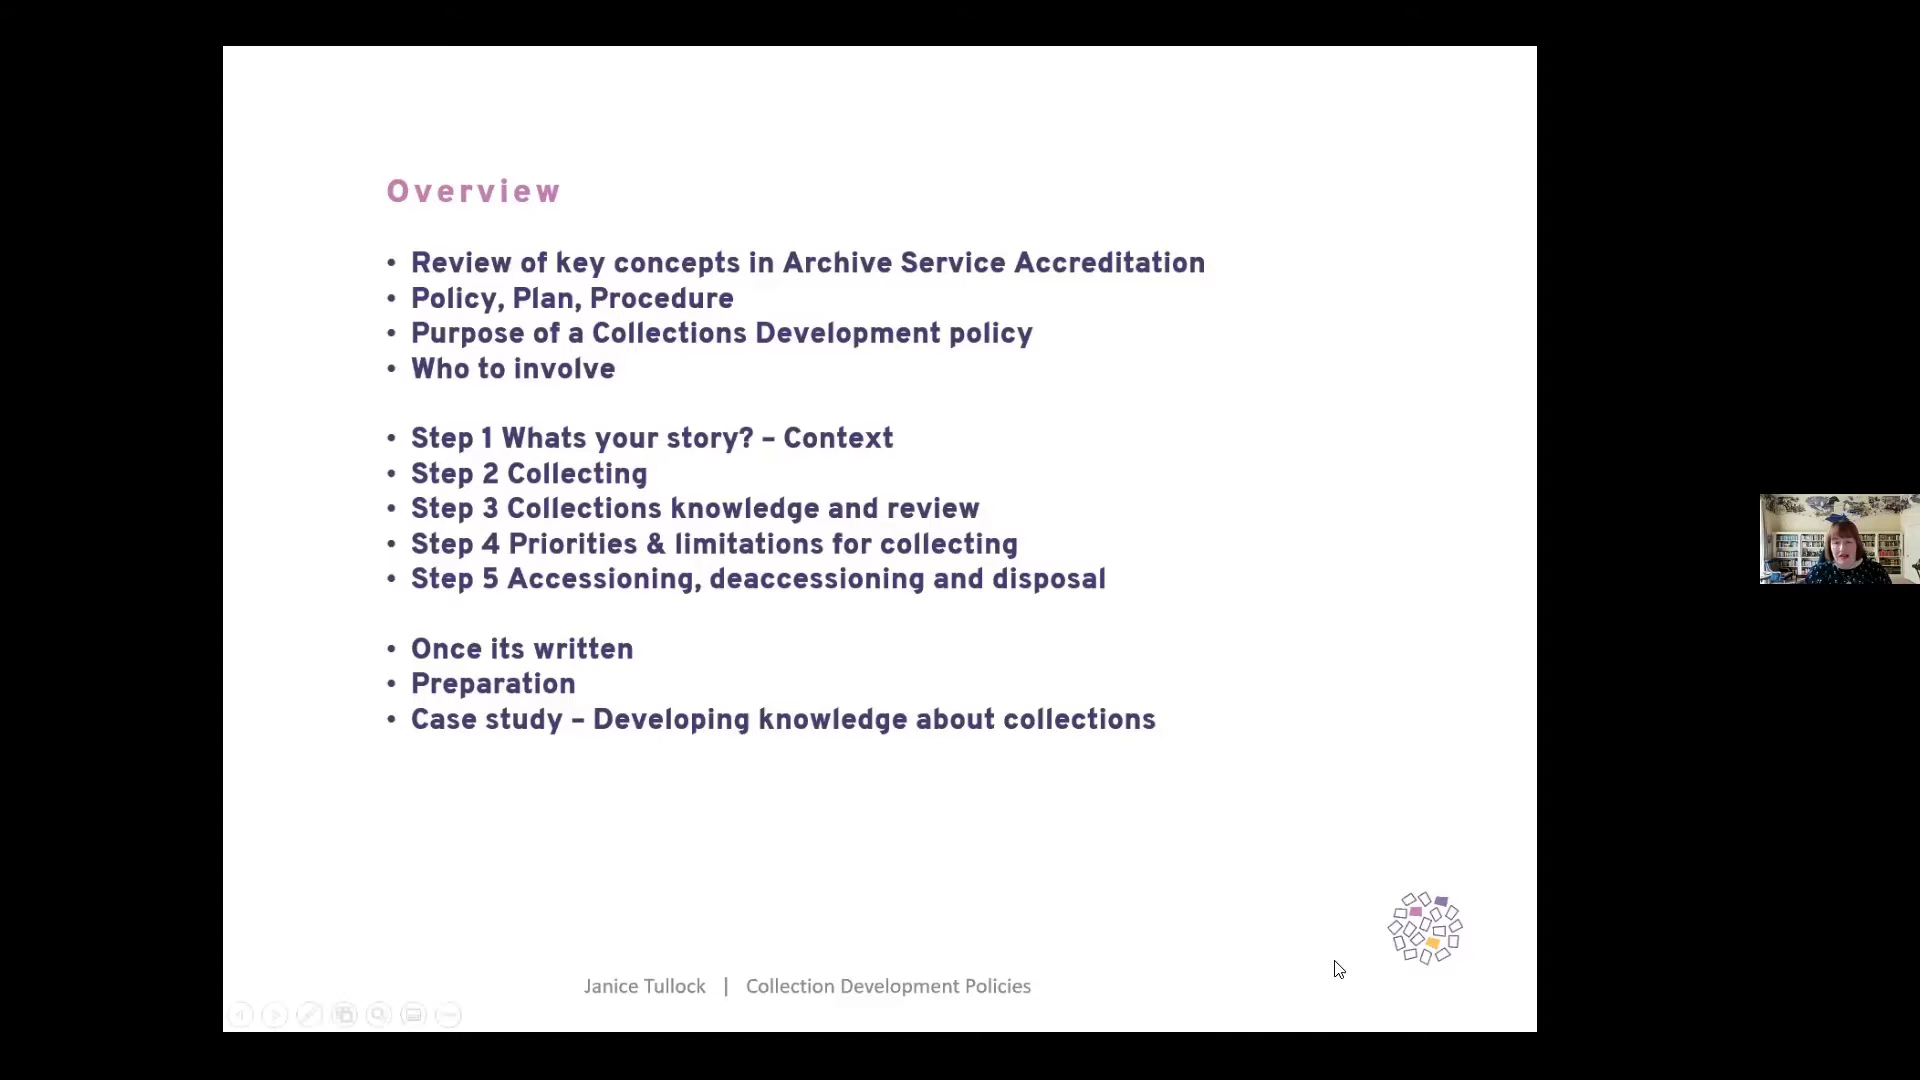 Overview
• Review of key concepts in Archive Service Accreditation
• Policy, Plan, Procedure
• Purpose of a Collections Development policy
• Who to involve
• Step 1 Whats your story? – Context
• Step 2 Collecting
• Step 3 Collections knowledge and review
• Step 4 Priorities & limitations for collecting
• Step 5 Accessioning, deaccessioning and disposal
• Once its written
• Preparation
• Case study – Developing knowledge about collections
Janice Tullock | Collection Development Policies